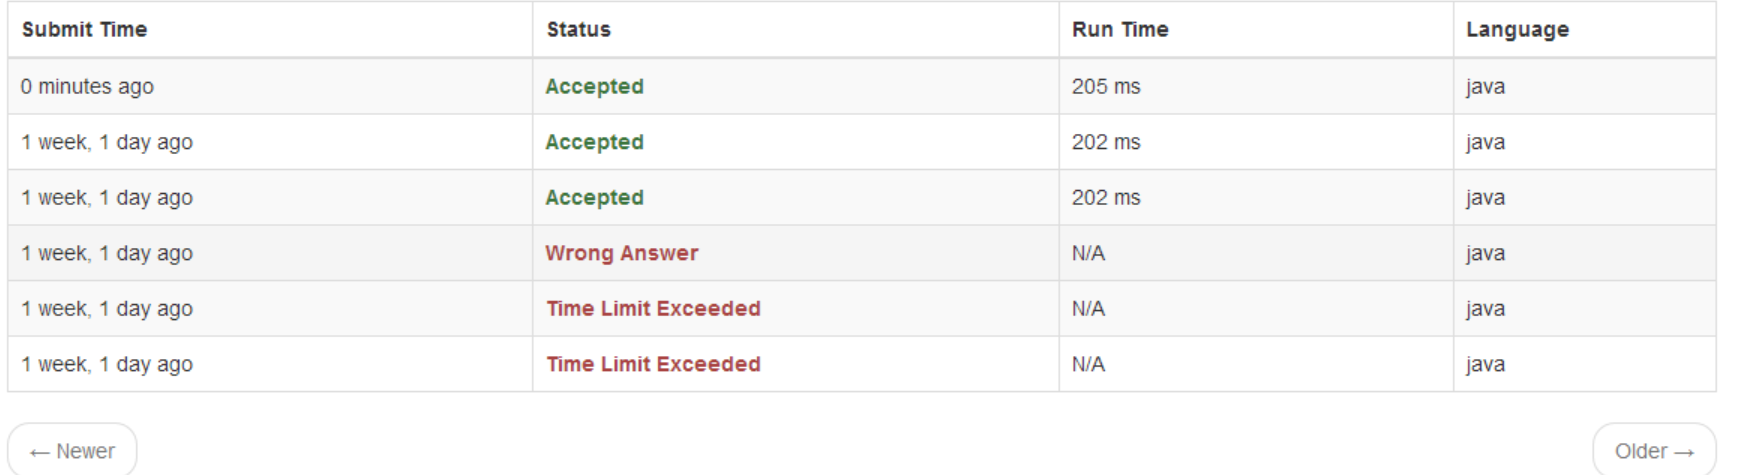 Submit Time Status Run Time Language
0 minutes ago Accepted 205 ms java
1 week, 1 day ago Accepted 202 ms java
1 week, 1 day ago Accepted 202 ms java
1 week, 1 day ago Wrong Answer N/A java
1 week, 1 day ago Time Limit Exceeded N/A java
1 week, 1 day ago Time Limit Exceeded N/A java
← Newer Older →